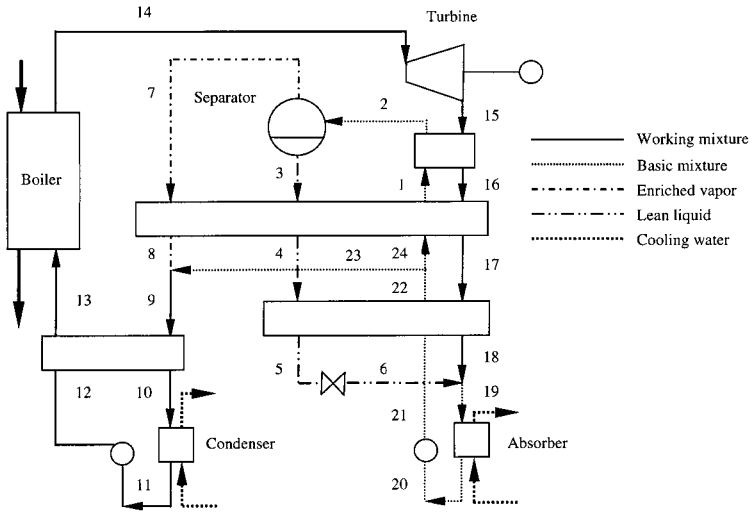 14
Turbine
7
Separator
2
15
Working mixture
Basic mixture
Enriched vapor
Lean liquid
Cooling water
Boiler
3
1
16
8
4
23
24
17
13
9
22
18
12
10
5
6
19
21
Condenser
Absorber
11
20